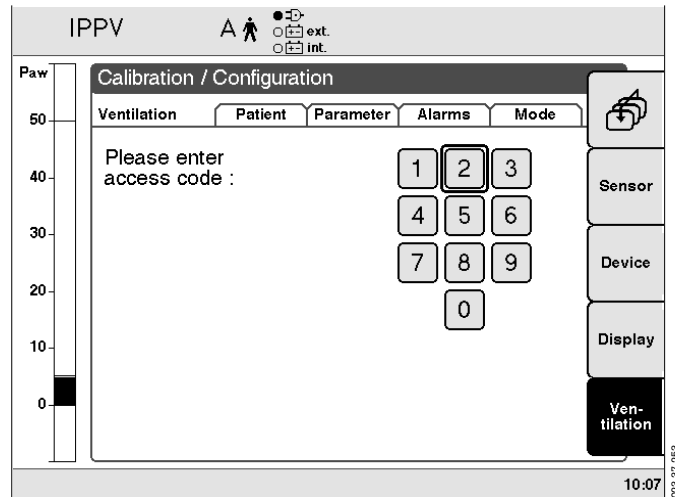 IPPV
A
ext.
int.
Paw
Calibration / Configuration
Ventilation Patient Parameter Alarms Mode
50
Please enter
access code :
1 2 3
40
Sensor
4 5 6
30
7 8 9
Device
20
0
10
Display
0
Ven-
tilation
10:07